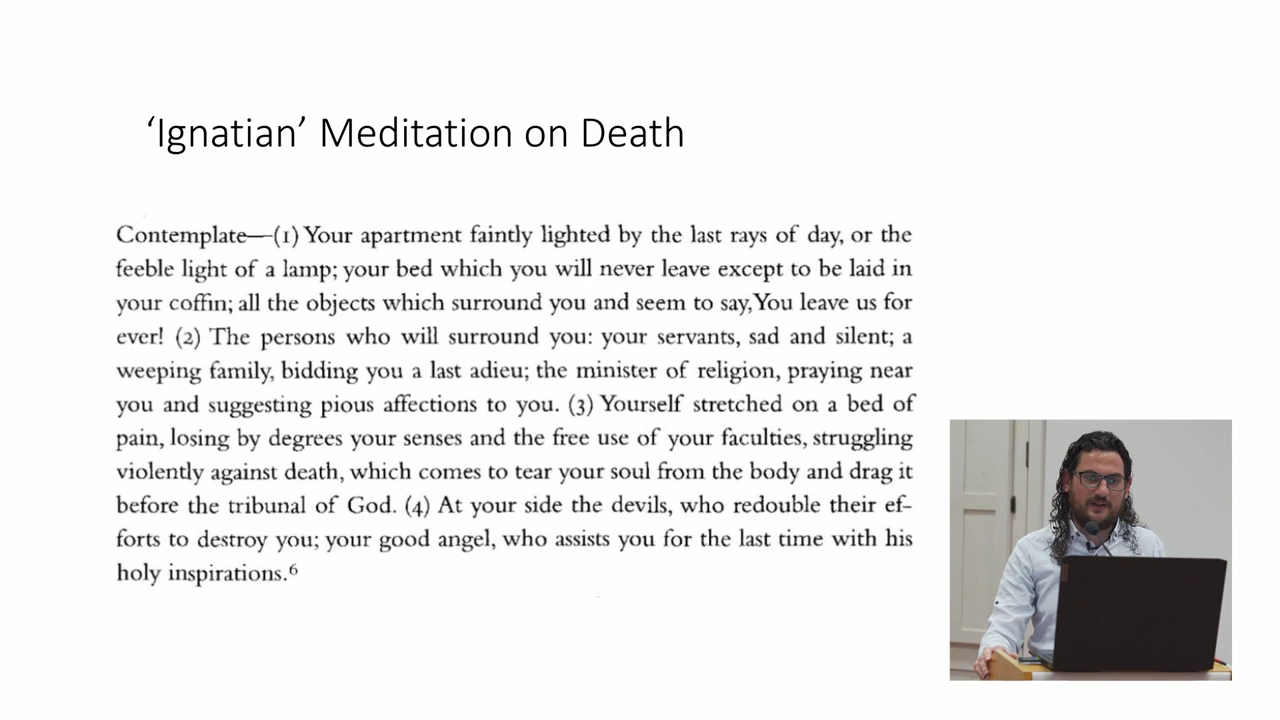 ‘Ignatian’ Meditation on Death
Contemplate—(1) Your apartment faintly lighted by the last rays of day, or the
feeble light of a lamp; your bed which you will never leave except to be laid in
your coffin; all the objects which surround you and seem to say, You leave us for
ever! (2) The persons who will surround you: your servants, sad and silent; a
weeping family, bidding you a last adieu; the minister of religion, praying near
you and suggesting pious affections to you. (3) Yourself stretched on a bed of
pain, losing by degrees your senses and the free use of your faculties, struggling
violently against death, which comes to tear your soul from the body and drag it
before the tribunal of God. (4) At your side the devils, who redouble their ef-
forts to destroy you; your good angel, who assists you for the last time with his
holy inspirations.⁶